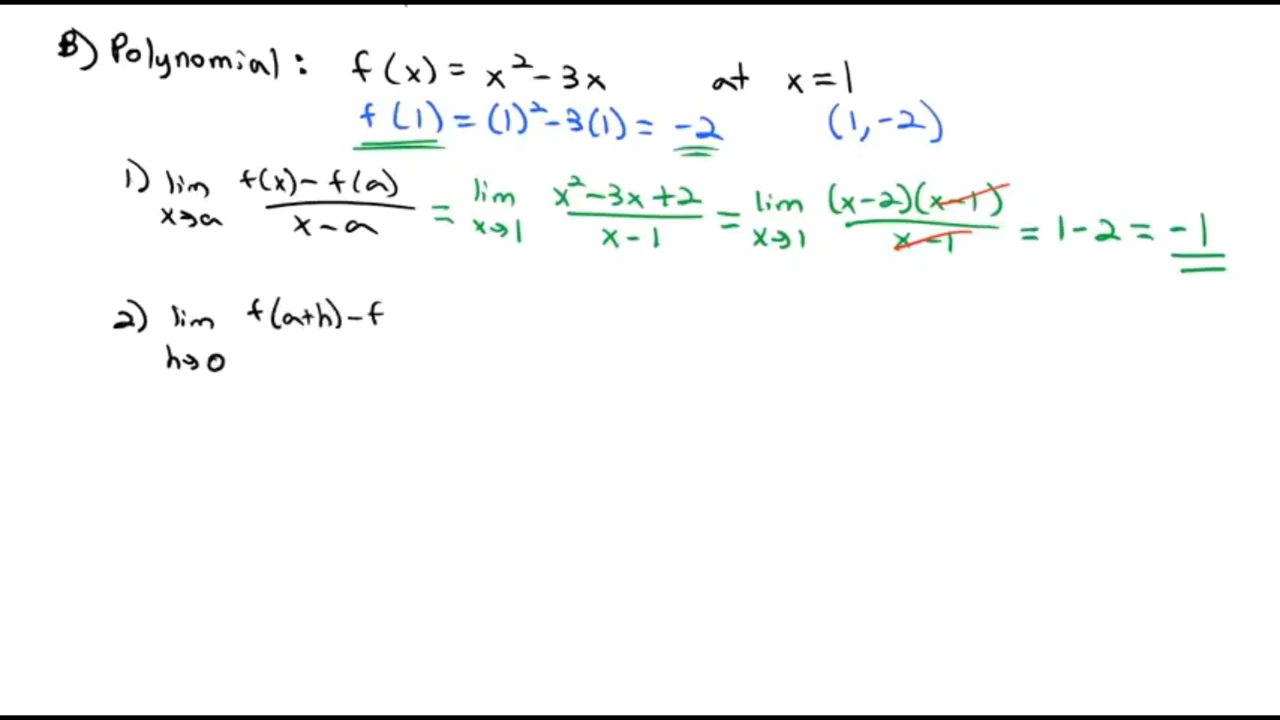 B) Polynomial: f(x) = x² - 3x at x = 1
f(1) = (1)² - 3(1) = -2 (1, -2)
1) lim x→a f(x) - f(a) / x - a = lim x→1 x² - 3x + 2 / x - 1 = lim x→1 (x-2)(x-1) / x-1 = 1 - 2 = -1
2) lim h→0 f(a+h) - f